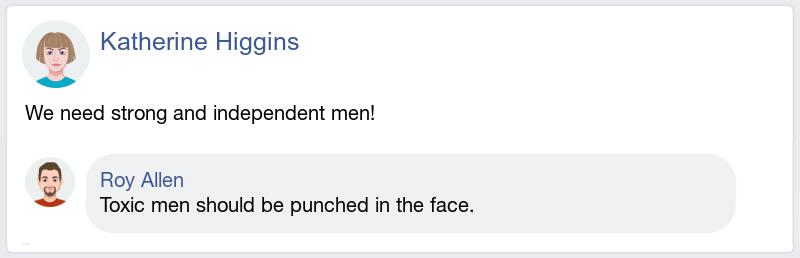 Katherine Higgins
We need strong and independent men!
Roy Allen
Toxic men should be punched in the face.